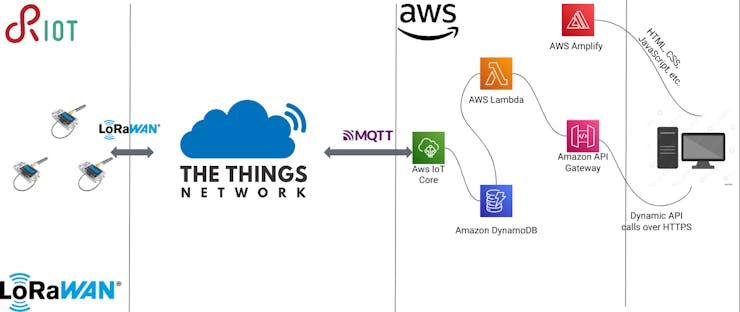 RIOT
LoRaWAN®
THE THINGS
NETWORK
LoRaWAN®
MQTT
aws
Aws IoT
Core
AWS Lambda
Amazon DynamoDB
AWS Amplify
Amazon API
Gateway
HTML, CSS,
JavaScript, etc.
Dynamic API
calls over HTTPS